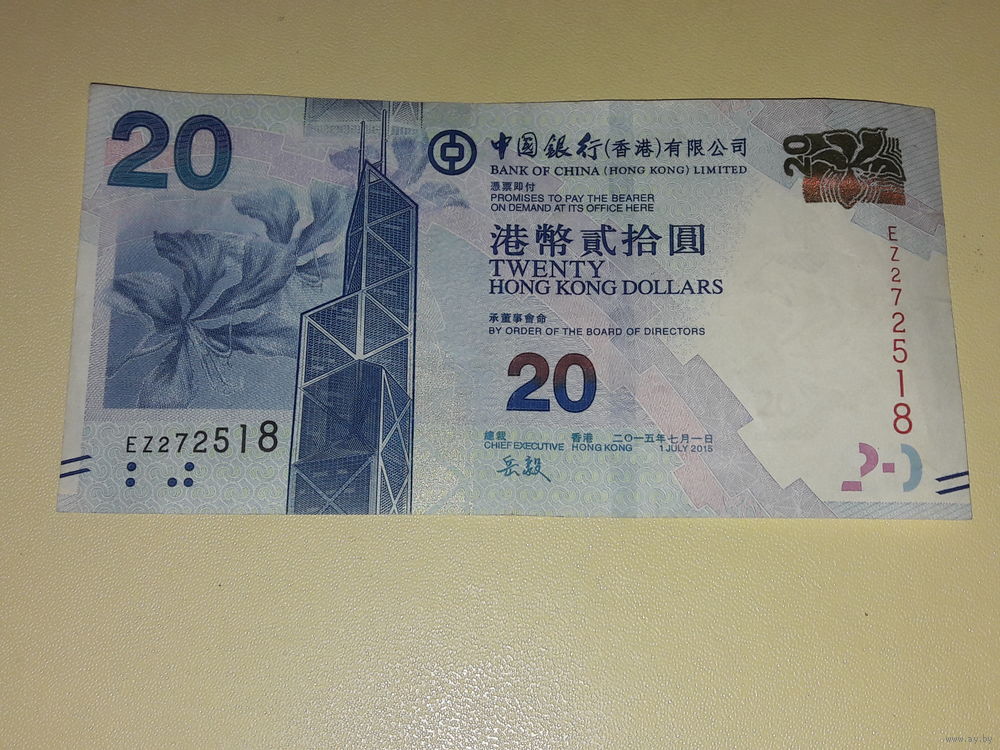 20
中國銀行(香港)有限公司
BANK OF CHINA (HONG KONG) LIMITED
憑票即付
PROMISES TO PAY THE BEARER
ON DEMAND AT ITS OFFICE HERE
港幣貳拾圓
TWENTY
HONG KONG DOLLARS
承董事會命
BY ORDER OF THE BOARD OF DIRECTORS
20
總裁 香港 二〇一五年七月一日
CHIEF EXECUTIVE HONG KONG 1 JULY 2015
岳毅
EZ272518
20
EZ272518
www.ay.by